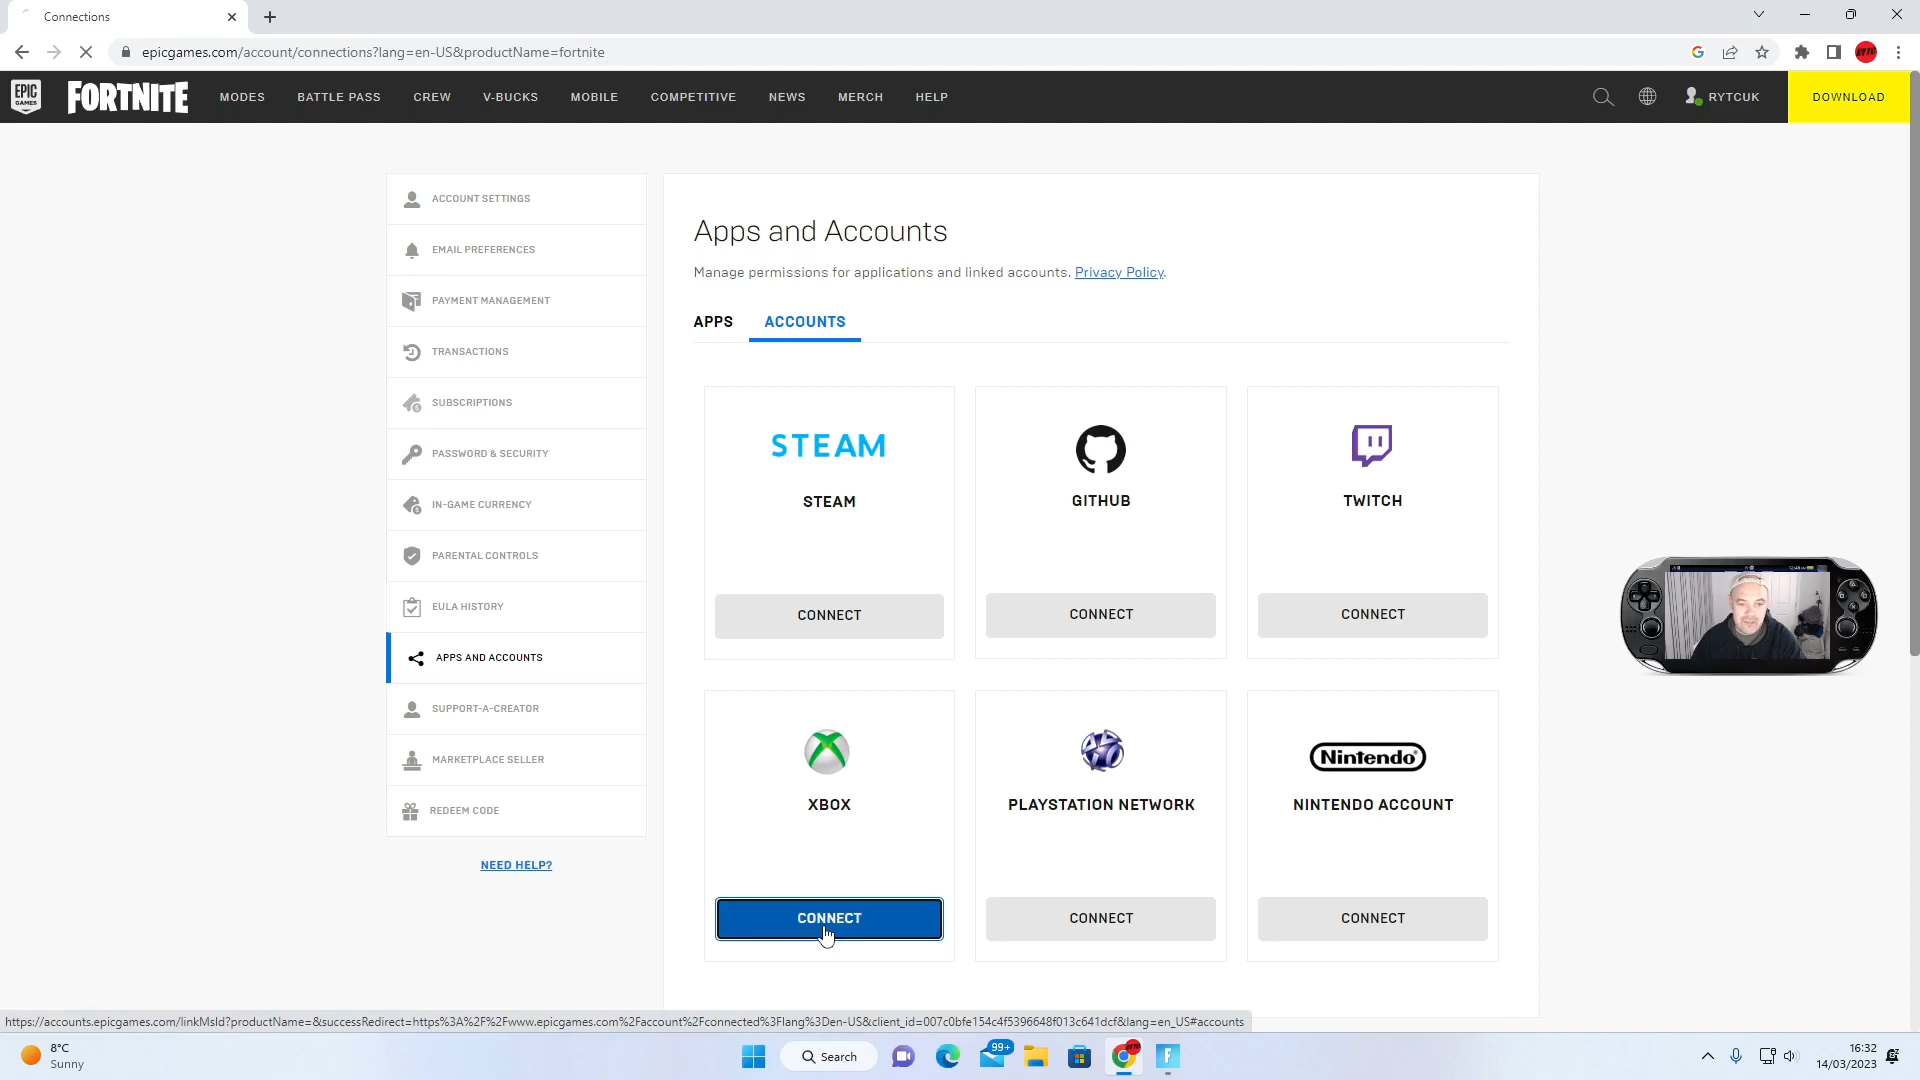 Connections
epicgames.com/account/connections?lang=en-US&productName=fortnite
EPIC GAMES
FORTNITE
MODES
BATTLE PASS
CREW
V-BUCKS
MOBILE
COMPETITIVE
NEWS
MERCH
HELP
RYTCUK
DOWNLOAD
ACCOUNT SETTINGS
EMAIL PREFERENCES
PAYMENT MANAGEMENT
TRANSACTIONS
SUBSCRIPTIONS
PASSWORD & SECURITY
IN-GAME CURRENCY
PARENTAL CONTROLS
EULA HISTORY
APPS AND ACCOUNTS
SUPPORT-A-CREATOR
MARKETPLACE SELLER
REDEEM CODE
NEED HELP?
Apps and Accounts
Manage permissions for applications and linked accounts. Privacy Policy.
APPS
ACCOUNTS
STEAM
STEAM
CONNECT
GITHUB
CONNECT
TWITCH
CONNECT
XBOX
CONNECT
PLAYSTATION NETWORK
CONNECT
Nintendo
NINTENDO ACCOUNT
CONNECT
https://accounts.epicgames.com/linkMsId?productName=&successRedirect=https%3A%2F%2Fwww.epicgames.com%2Faccount%2Fconnected%3Flang%3Den-US&client_id=007c0bfe154c4f5396648f013c641dcf&lang=en_US#accounts
8°C
Sunny
Search
99+
16:32
14/03/2023